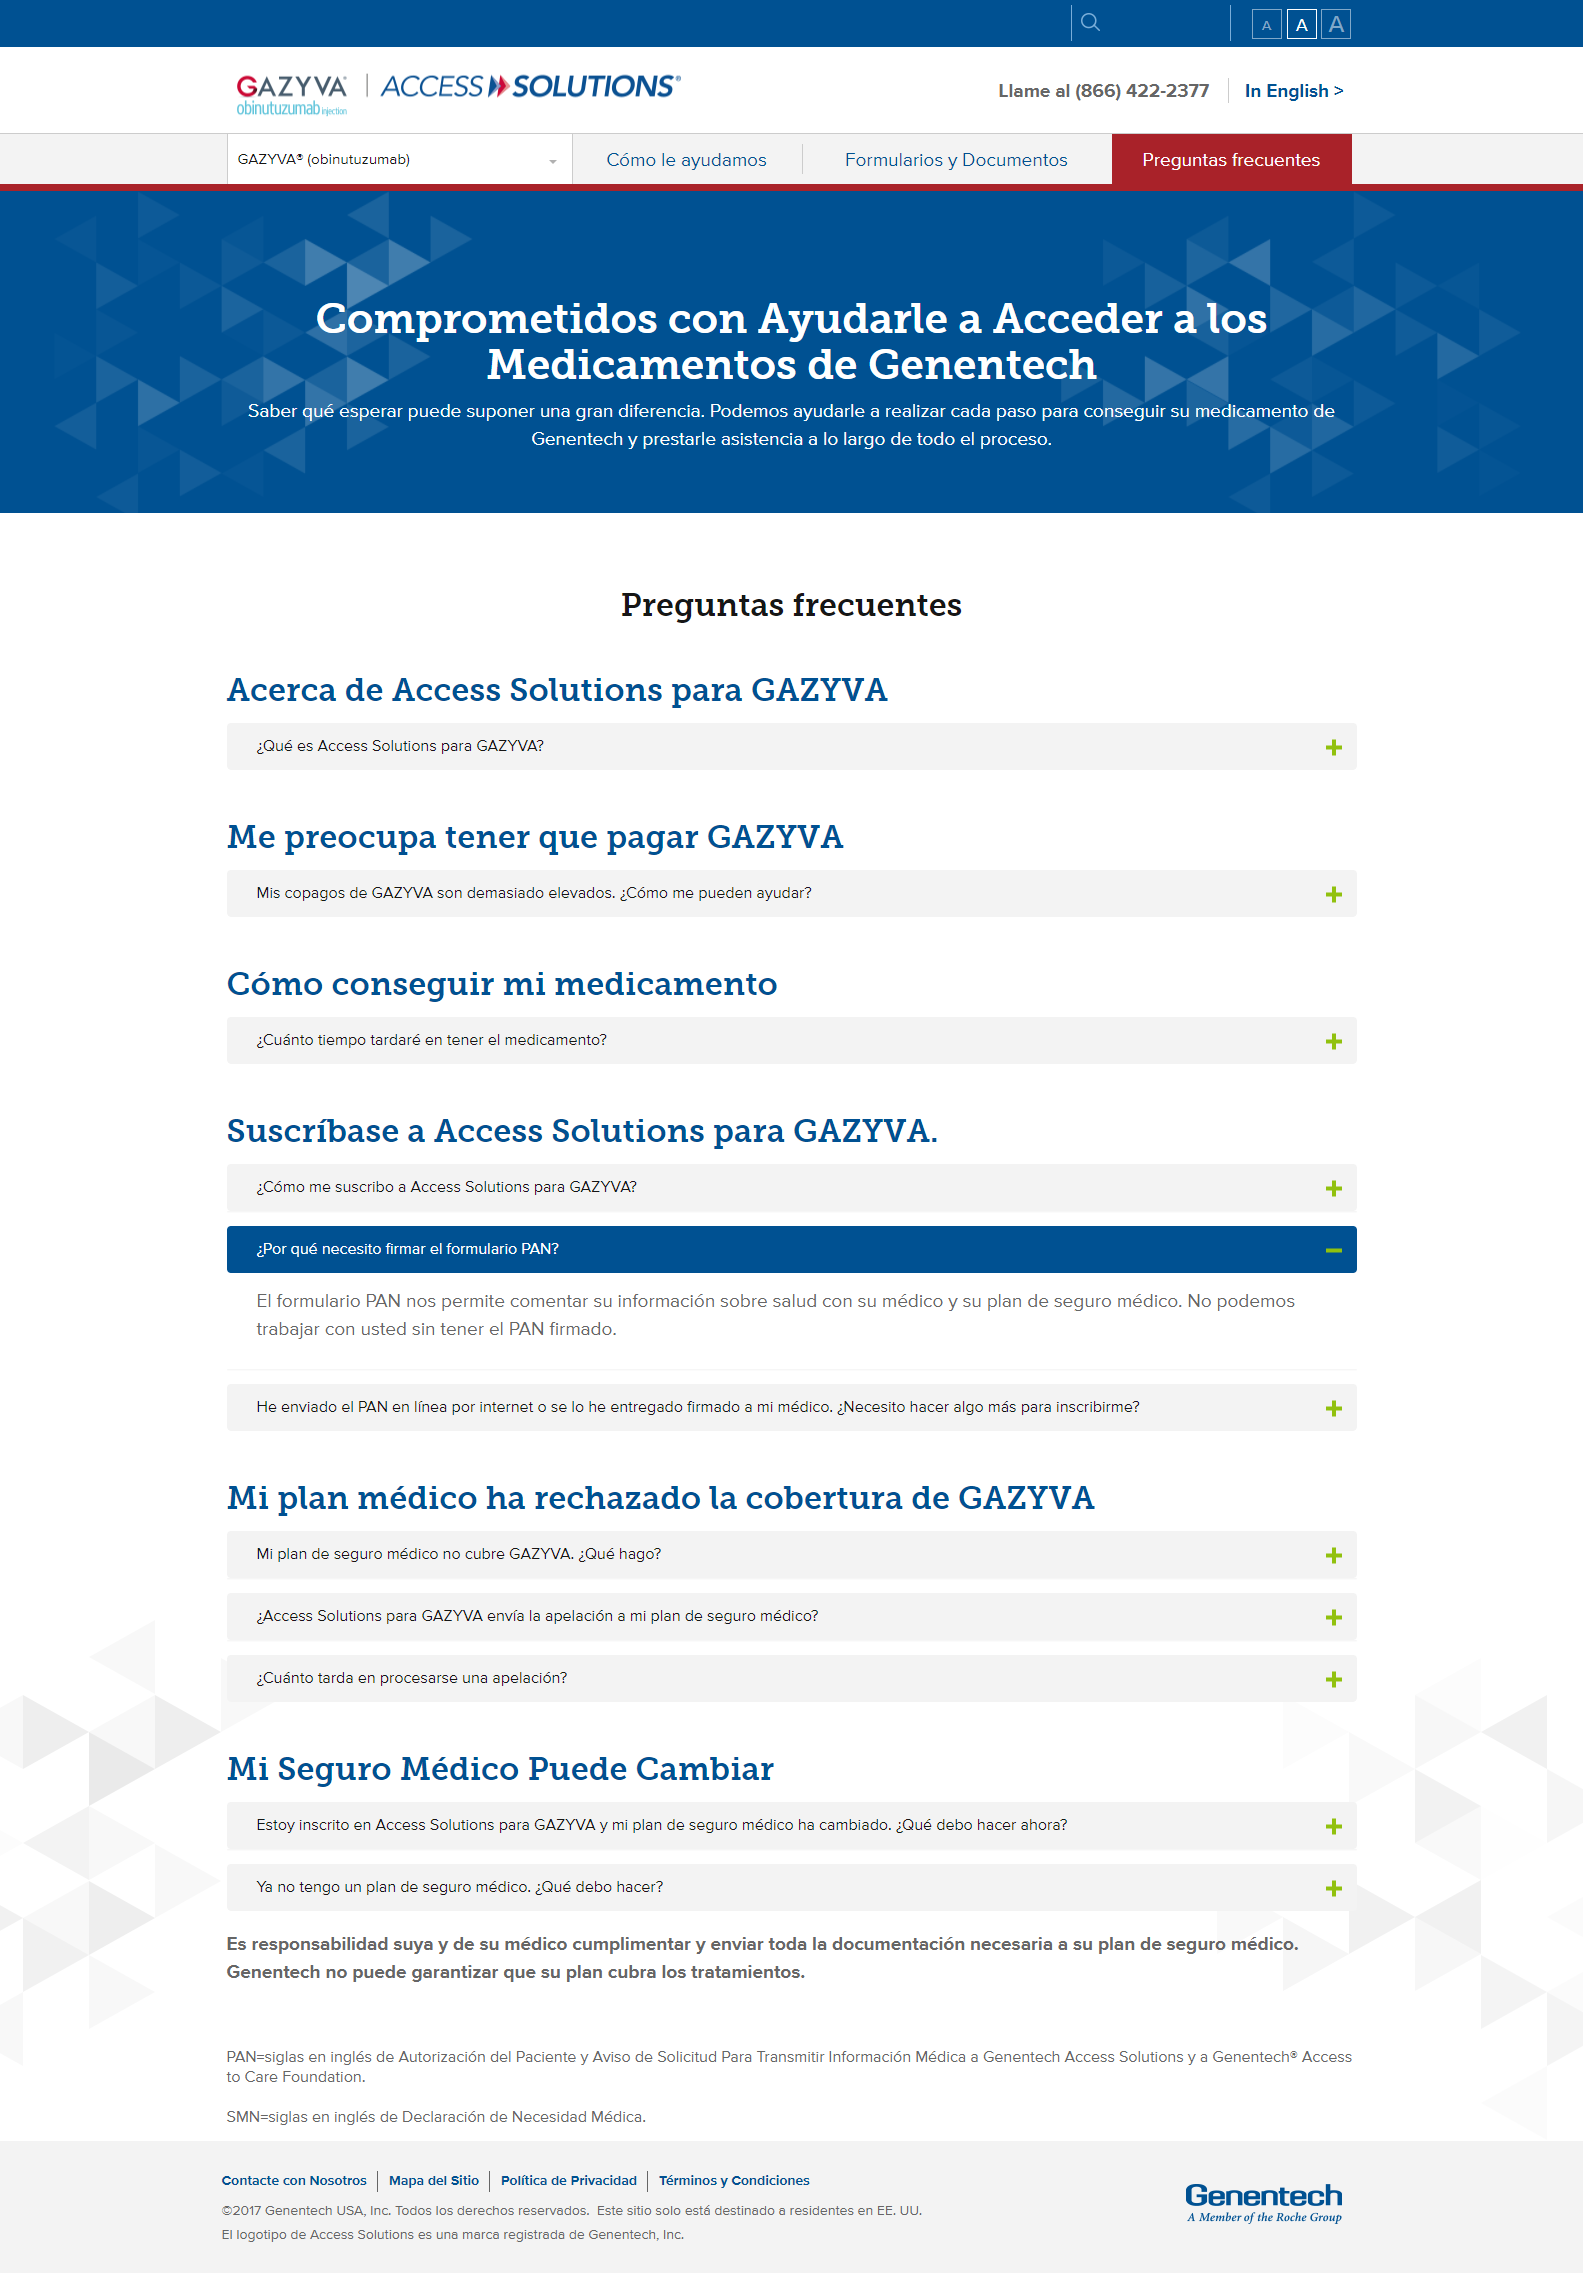 A A A
GAZYVA® | ACCESS SOLUTIONS®
obinutuzumab injection
Llame al (866) 422-2377
In English >
GAZYVA® (obinutuzumab)
Cómo le ayudamos
Formularios y Documentos
Preguntas frecuentes
Comprometidos con Ayudarle a Acceder a los
Medicamentos de Genentech
Saber qué esperar puede suponer una gran diferencia. Podemos ayudarle a realizar cada paso para conseguir su medicamento de
Genentech y prestarle asistencia a lo largo de todo el proceso.
Preguntas frecuentes
Acerca de Access Solutions para GAZYVA
¿Qué es Access Solutions para GAZYVA?
Me preocupa tener que pagar GAZYVA
Mis copagos de GAZYVA son demasiado elevados. ¿Cómo me pueden ayudar?
Cómo conseguir mi medicamento
¿Cuánto tiempo tardaré en tener el medicamento?
Suscríbase a Access Solutions para GAZYVA.
¿Cómo me suscribo a Access Solutions para GAZYVA?
¿Por qué necesito firmar el formulario PAN?
El formulario PAN nos permite comentar su información sobre salud con su médico y su plan de seguro médico. No podemos
trabajar con usted sin tener el PAN firmado.
He enviado el PAN en línea por internet o se lo he entregado firmado a mi médico. ¿Necesito hacer algo más para inscribirme?
Mi plan médico ha rechazado la cobertura de GAZYVA
Mi plan de seguro médico no cubre GAZYVA. ¿Qué hago?
¿Access Solutions para GAZYVA envía la apelación a mi plan de seguro médico?
¿Cuánto tarda en procesarse una apelación?
Mi Seguro Médico Puede Cambiar
Estoy inscrito en Access Solutions para GAZYVA y mi plan de seguro médico ha cambiado. ¿Qué debo hacer ahora?
Ya no tengo un plan de seguro médico. ¿Qué debo hacer?
Es responsabilidad suya y de su médico cumplimentar y enviar toda la documentación necesaria a su plan de seguro médico.
Genentech no puede garantizar que su plan cubra los tratamientos.
PAN=siglas en inglés de Autorización del Paciente y Aviso de Solicitud Para Transmitir Información Médica a Genentech Access Solutions y a Genentech® Access
to Care Foundation.
SMN=siglas en inglés de Declaración de Necesidad Médica.
Contacte con Nosotros | Mapa del Sitio | Política de Privacidad | Términos y Condiciones
©2017 Genentech USA, Inc. Todos los derechos reservados. Este sitio solo está destinado a residentes en EE. UU.
El logotipo de Access Solutions es una marca registrada de Genentech, Inc.
Genentech
A Member of the Roche Group